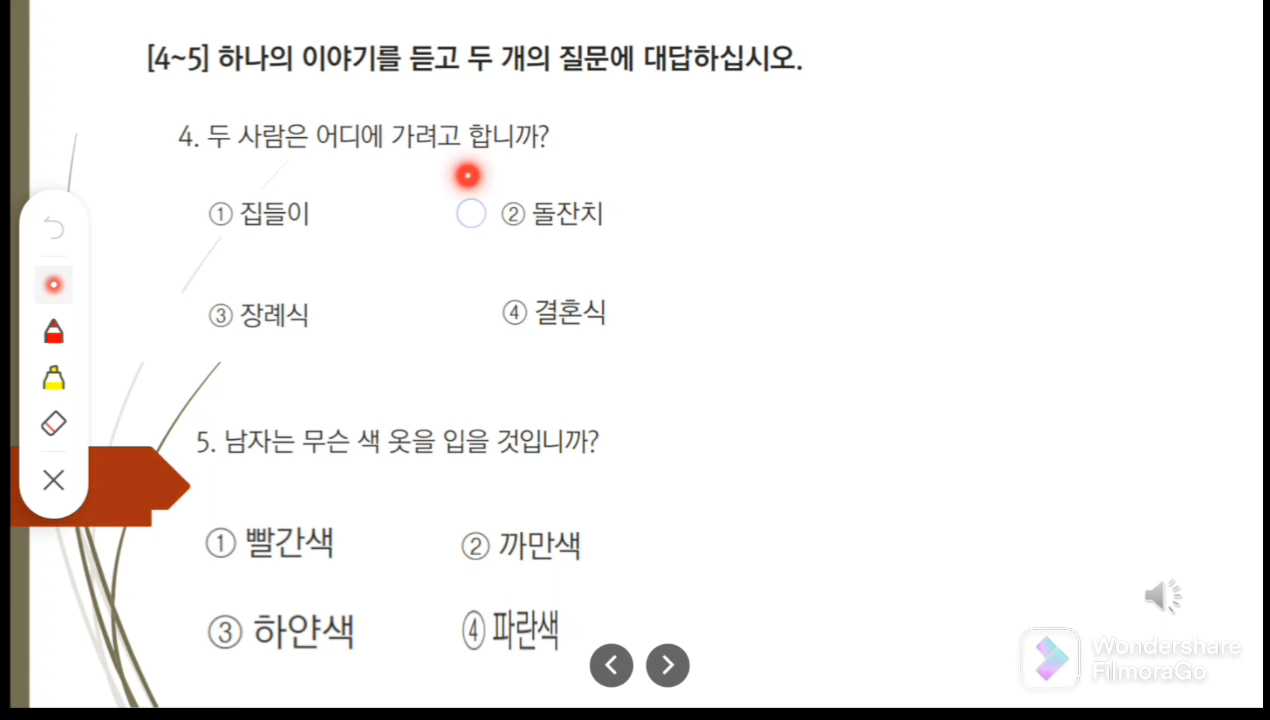 [4~5] 하나의 이야기를 듣고 두 개의 질문에 대답하십시오.
4. 두 사람은 어디에 가려고 합니까?
① 집들이 ② 돌잔치
③ 장례식 ④ 결혼식
5. 남자는 무슨 색 옷을 입을 것입니까?
① 빨간색 ② 까만색
③ 하얀색 ④ 파란색
Wondershare
FilmoraGo